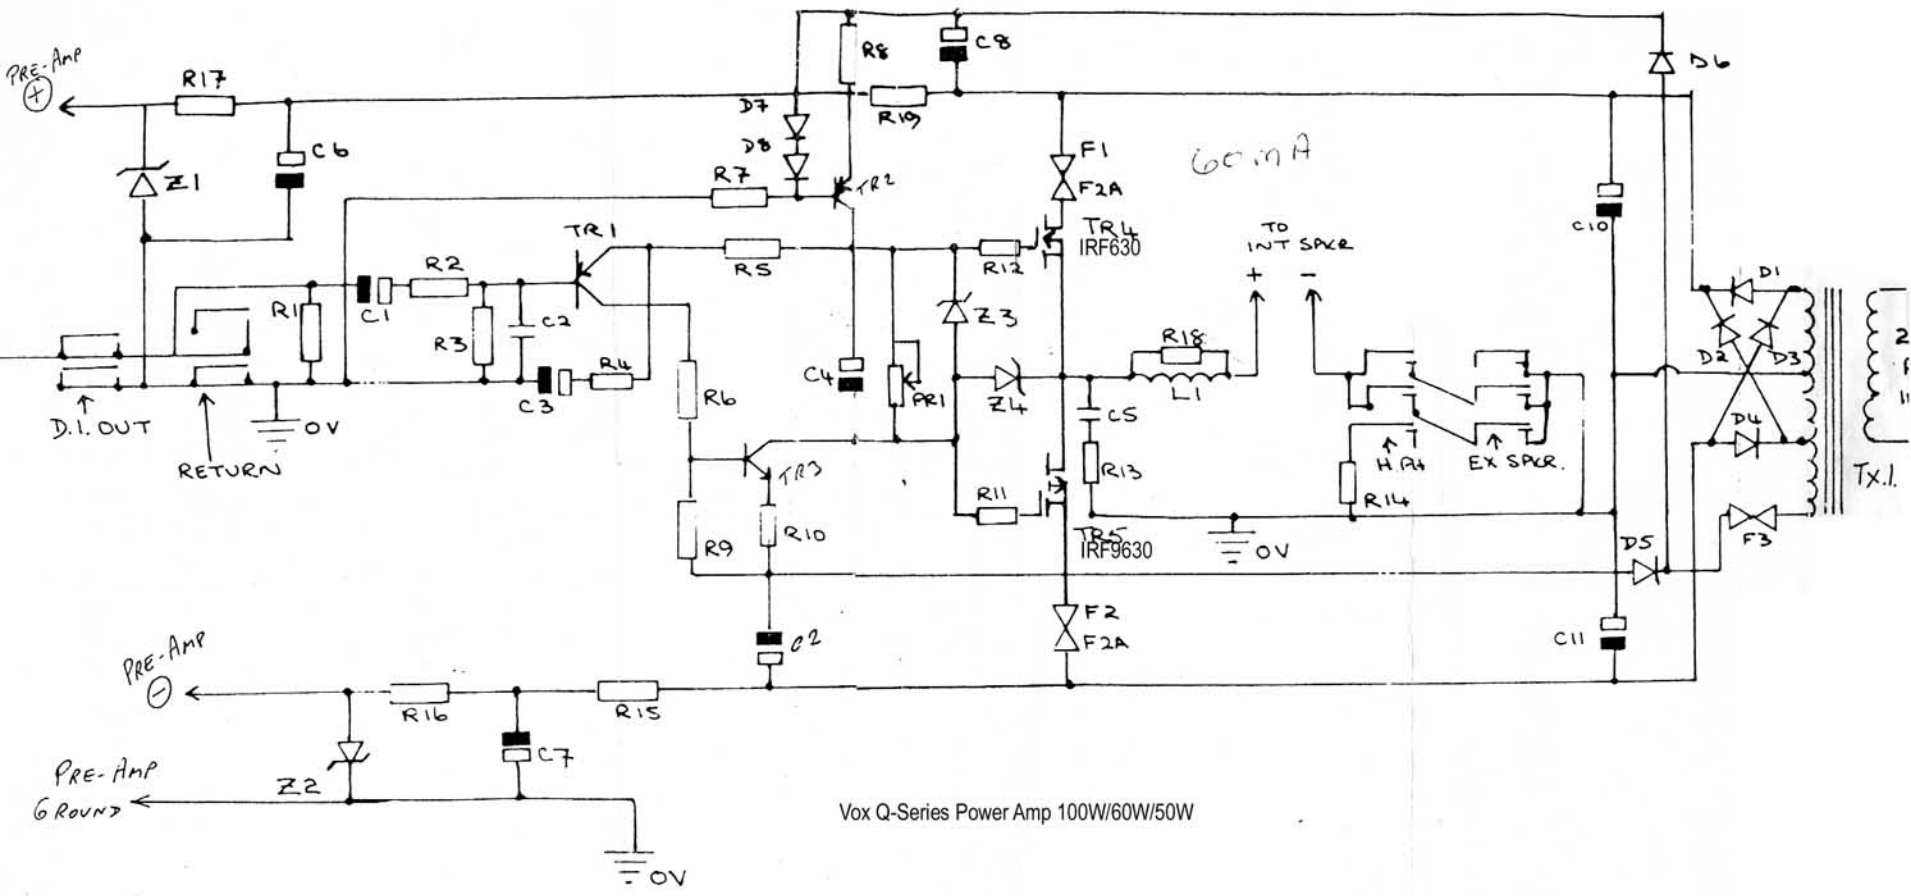 C8
R8
D6
PRE-AMP
+
R17
R19
D7
D8
C6
Z1
R7
TR2
F1
F2A
60mA
TR1
TR4
IRF630
TO
INT SPKR
+ -
C10
R2
R5
R12
D1
R1
C1
C2
Z3
R18
R3
R4
C4
PR1
Z4
L1
D2
D3
C3
R6
C5
D.I. OUT
0V
RETURN
TR3
R13
H.PH
EX SPKR.
D4
TX.1.
R11
R14
R9
R10
TR5
IRF9630
0V
D5
F3
F2
F2A
C2
C11
PRE-AMP
-
R16
R15
Z2
C7
PRE-AMP
GROUND
Vox Q-Series Power Amp 100W/60W/50W
0V